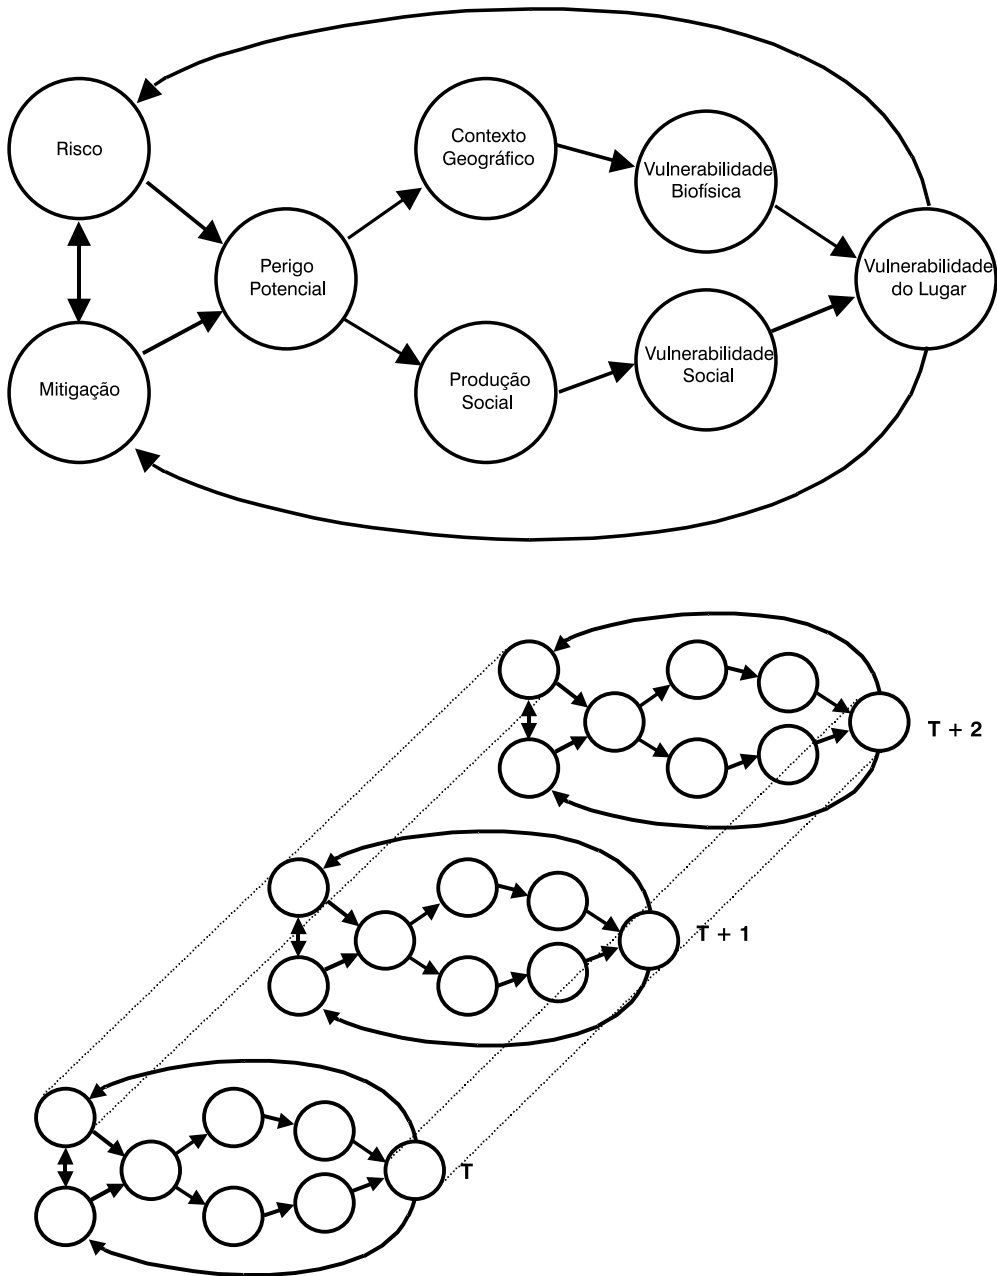 Risco
Contexto
Geográfico
Vulnerabilidade
Biofísica
Perigo
Potencial
Vulnerabilidade
do Lugar
Mitigação
Produção
Social
Vulnerabilidade
Social
T + 2
T + 1
T